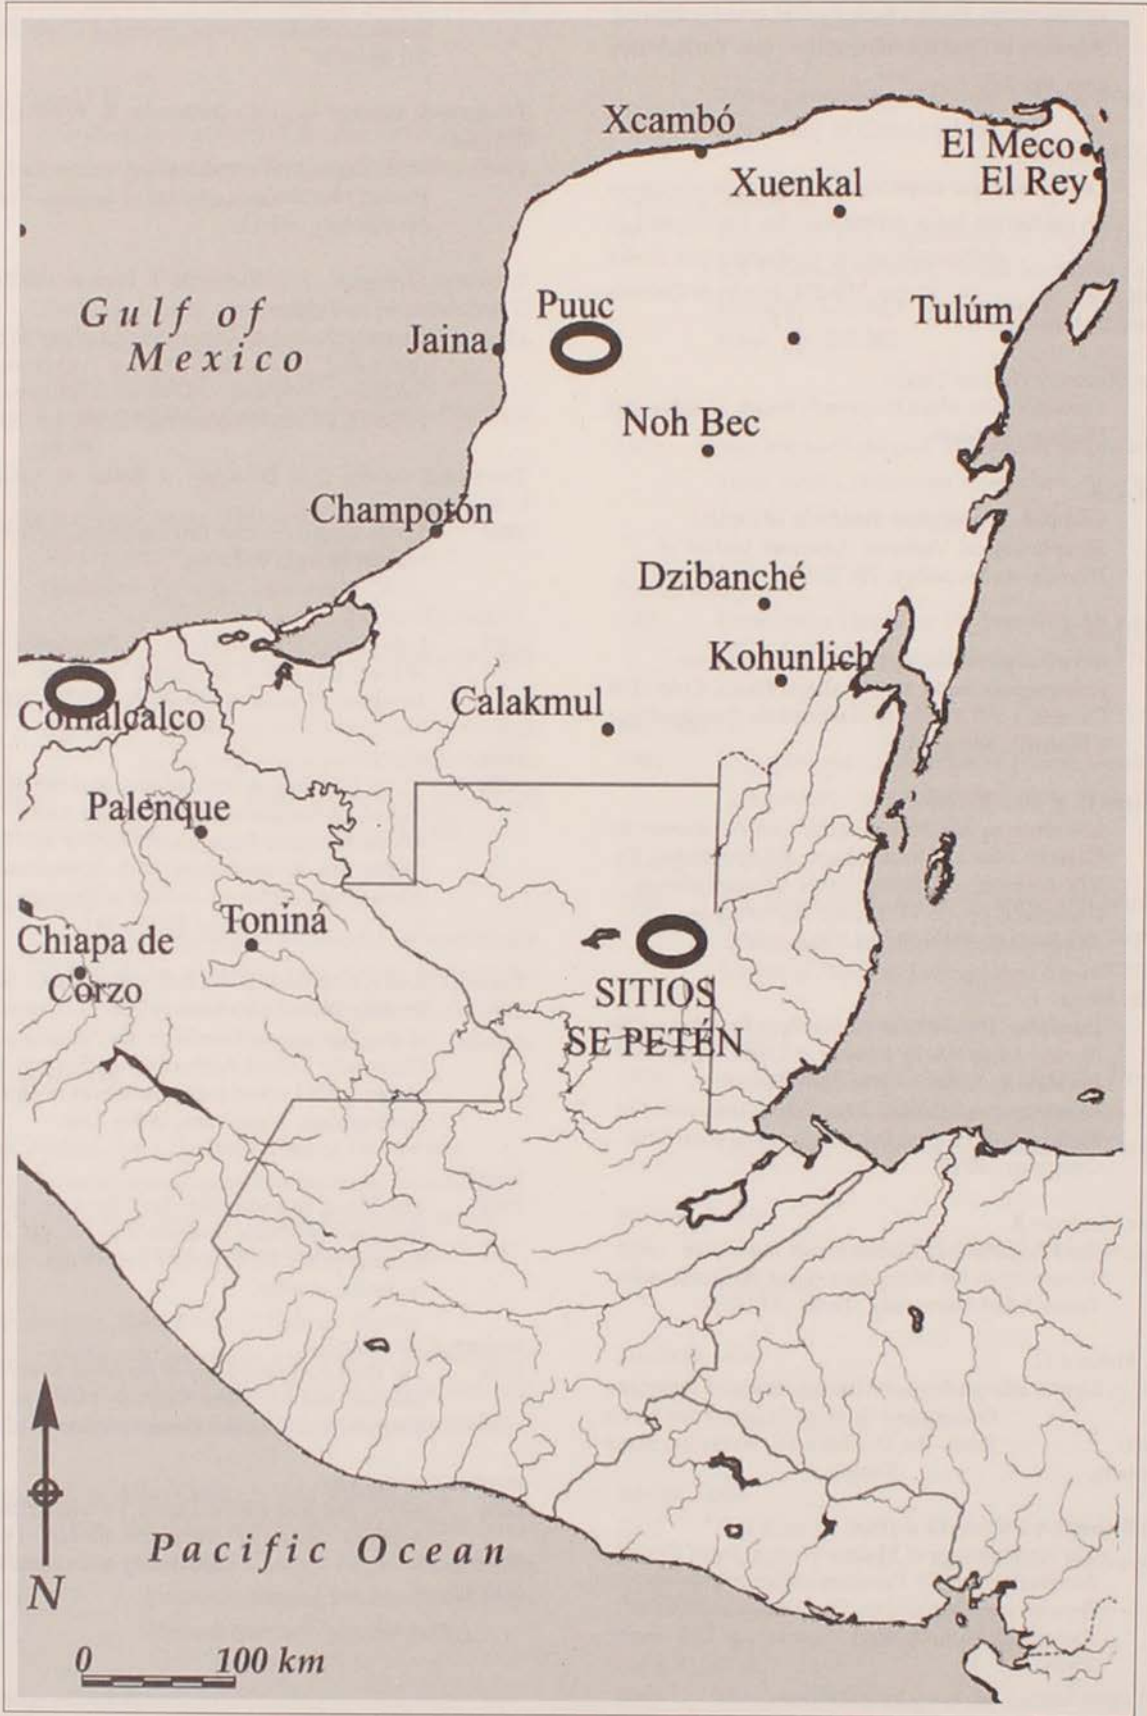 Xcambó
El Meco
El Rey
Xuenkal
Gulf of
Mexico
Puuc
Jaina
Tulúm
Noh Bec
Champotón
Dzibanché
Kohunlich
Calakmul
Comalcalco
Palenque
Toniná
Chiapa de
Corzo
SITIOS
SE PETÉN
Pacific Ocean
N
0 100 km